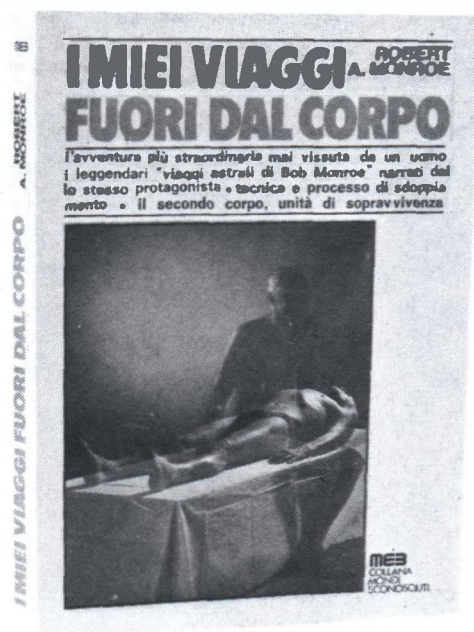 ROBERT
A. MONROE
I MIEI VIAGGI FUORI DAL CORPO
I MIEI VIAGGI
ROBERT
A. MONROE
FUORI DAL CORPO
l'avventura più straordinaria mai vissuta da un uomo
i leggendari "viaggi astrali di Bob Monroe" narrati dal
lo stesso protagonista • tecnica e processo di sdoppia
mento • il secondo corpo, unità di sopravvivenza
MEB
COLLANA
MONDI
SCONOSCIUTI